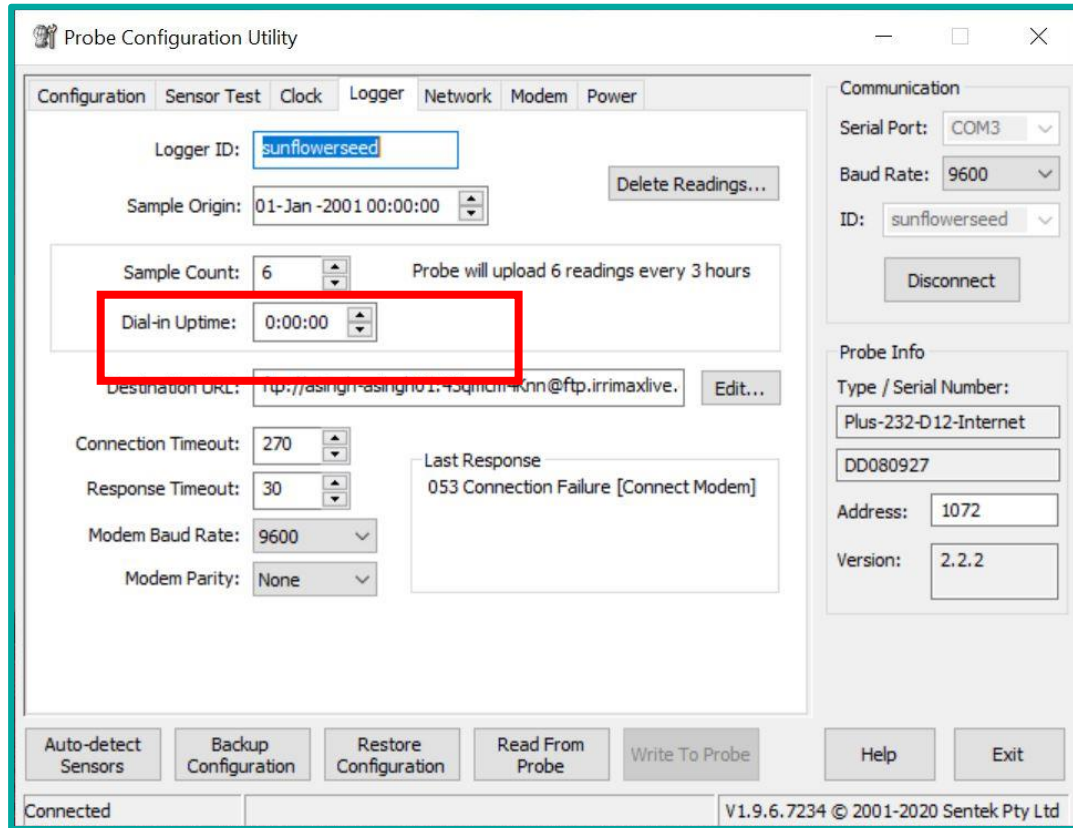 Probe Configuration Utility
Configuration Sensor Test Clock Logger Network Modem Power
Logger ID: sunflowerseed
Delete Readings...
Sample Origin: 01-Jan -2001 00:00:00
Sample Count: 6 Probe will upload 6 readings every 3 hours
Dial-in Uptime: 0:00:00
Destination URL: Edit...
Connection Timeout: 270
Response Timeout: 30
Modem Baud Rate: 9600
Modem Parity: None
Last Response
053 Connection Failure [Connect Modem]
Communication
Serial Port: COM3
Baud Rate: 9600
ID: sunflowerseed
Disconnect
Probe Info
Type / Serial Number:
Plus-232-D12-Internet
DD080927
Address: 1072
Version: 2.2.2
Auto-detect Sensors
Backup Configuration
Restore Configuration
Read From Probe
Write To Probe
Help
Exit
Connected
V1.9.6.7234 © 2001-2020 Sentek Pty Ltd